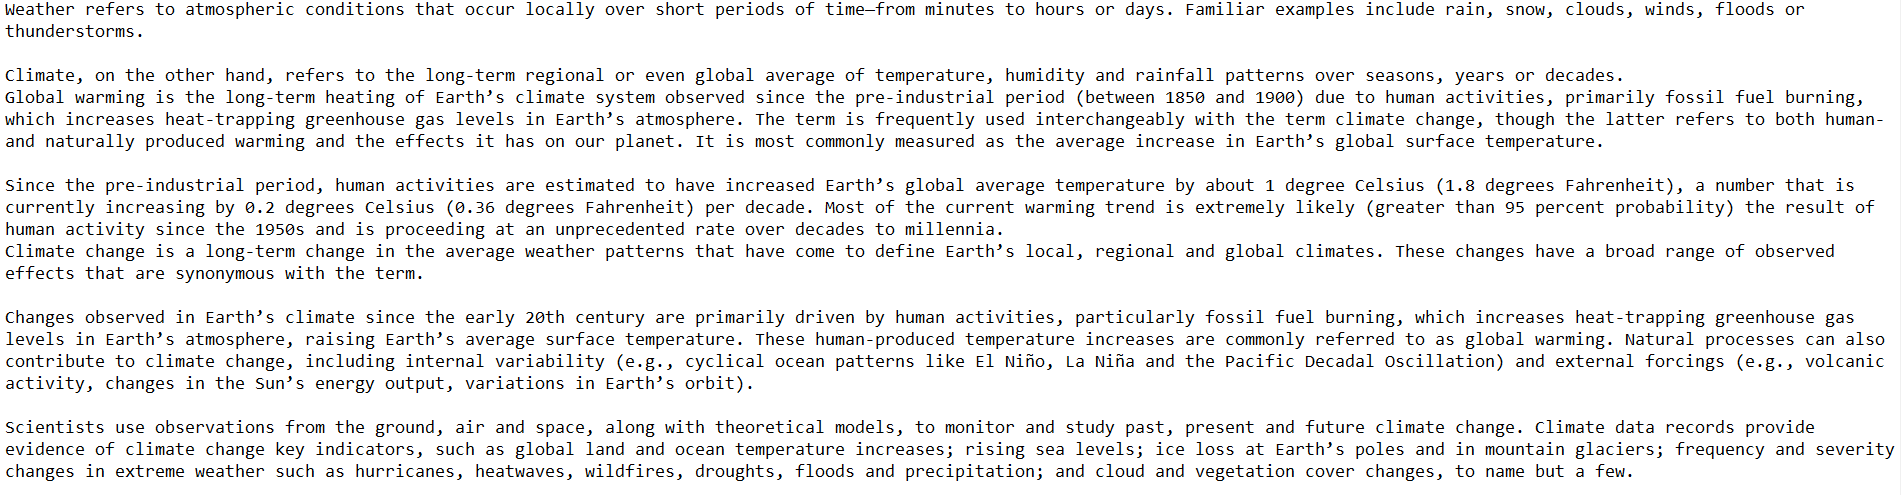 Weather refers to atmospheric conditions that occur locally over short periods of time—from minutes to hours or days. Familiar examples include rain, snow, clouds, winds, floods or
thunderstorms.
Climate, on the other hand, refers to the long-term regional or even global average of temperature, humidity and rainfall patterns over seasons, years or decades.
Global warming is the long-term heating of Earth’s climate system observed since the pre-industrial period (between 1850 and 1900) due to human activities, primarily fossil fuel burning,
which increases heat-trapping greenhouse gas levels in Earth’s atmosphere. The term is frequently used interchangeably with the term climate change, though the latter refers to both human-
and naturally produced warming and the effects it has on our planet. It is most commonly measured as the average increase in Earth’s global surface temperature.
Since the pre-industrial period, human activities are estimated to have increased Earth’s global average temperature by about 1 degree Celsius (1.8 degrees Fahrenheit), a number that is
currently increasing by 0.2 degrees Celsius (0.36 degrees Fahrenheit) per decade. Most of the current warming trend is extremely likely (greater than 95 percent probability) the result of
human activity since the 1950s and is proceeding at an unprecedented rate over decades to millennia.
Climate change is a long-term change in the average weather patterns that have come to define Earth’s local, regional and global climates. These changes have a broad range of observed
effects that are synonymous with the term.
Changes observed in Earth’s climate since the early 20th century are primarily driven by human activities, particularly fossil fuel burning, which increases heat-trapping greenhouse gas
levels in Earth’s atmosphere, raising Earth’s average surface temperature. These human-produced temperature increases are commonly referred to as global warming. Natural processes can also
contribute to climate change, including internal variability (e.g., cyclical ocean patterns like El Niño, La Niña and the Pacific Decadal Oscillation) and external forcings (e.g., volcanic
activity, changes in the Sun’s energy output, variations in Earth’s orbit).
Scientists use observations from the ground, air and space, along with theoretical models, to monitor and study past, present and future climate change. Climate data records provide
evidence of climate change key indicators, such as global land and ocean temperature increases; rising sea levels; ice loss at Earth’s poles and in mountain glaciers; frequency and severity
changes in extreme weather such as hurricanes, heatwaves, wildfires, droughts, floods and precipitation; and cloud and vegetation cover changes, to name but a few.